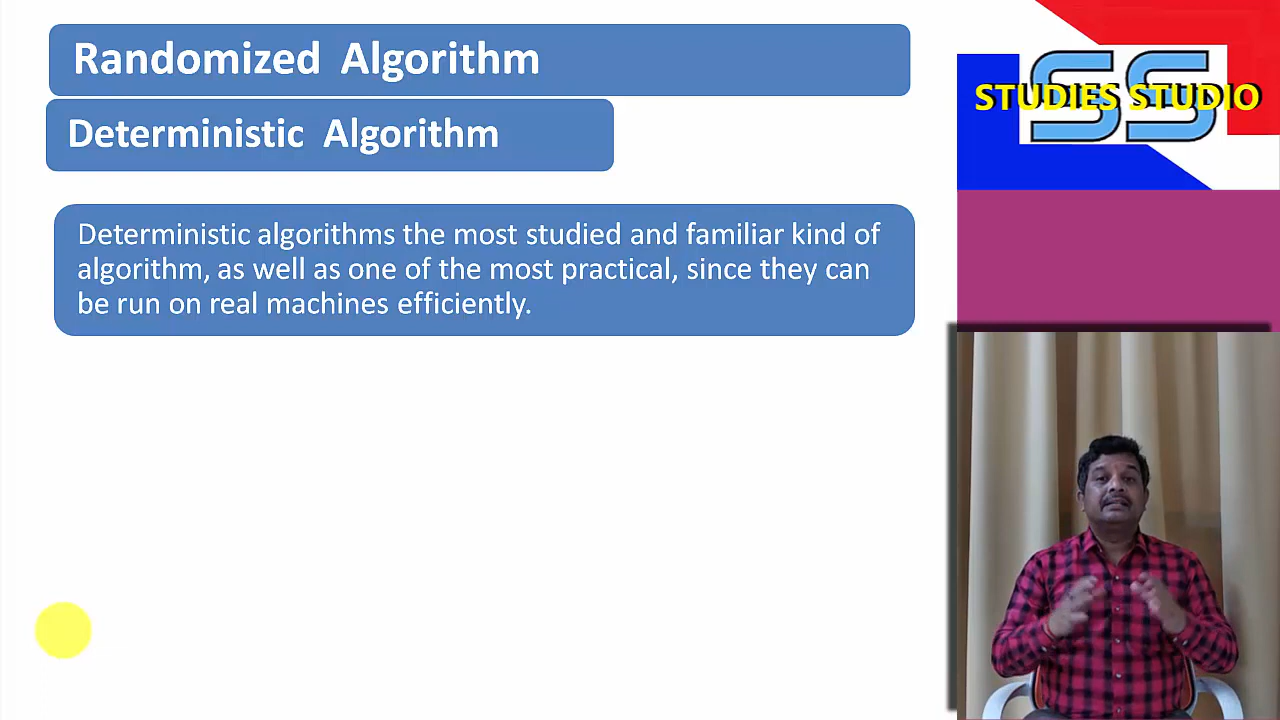 Randomized Algorithm
Deterministic Algorithm
Deterministic algorithms the most studied and familiar kind of
algorithm, as well as one of the most practical, since they can
be run on real machines efficiently.
SS
STUDIES STUDIO